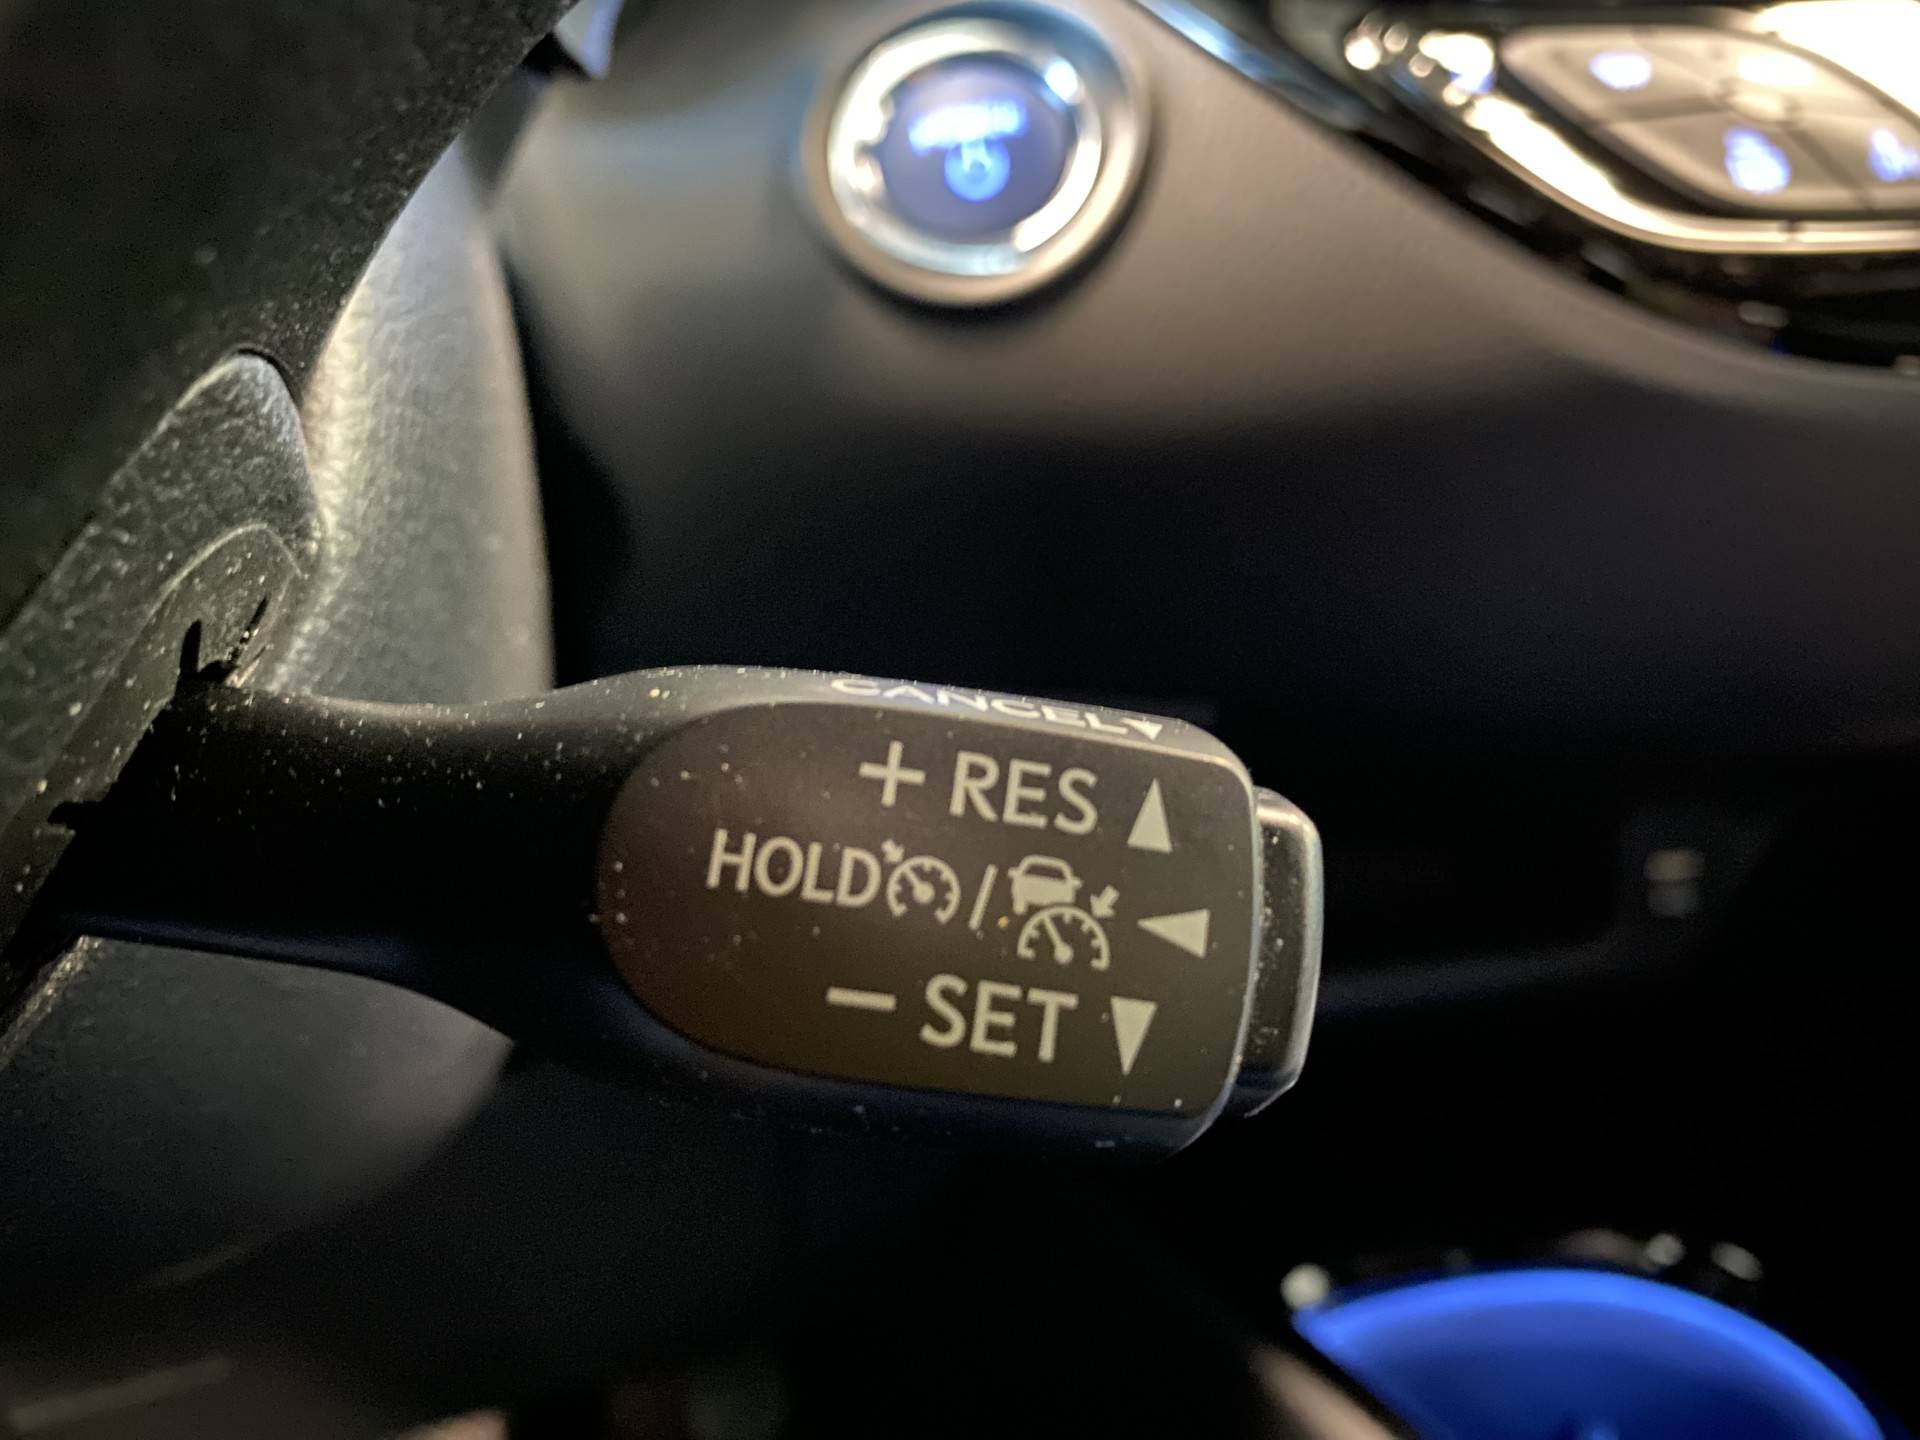 CANCEL▼
+ RES ▲
HOLD / ◀
− SET ▼